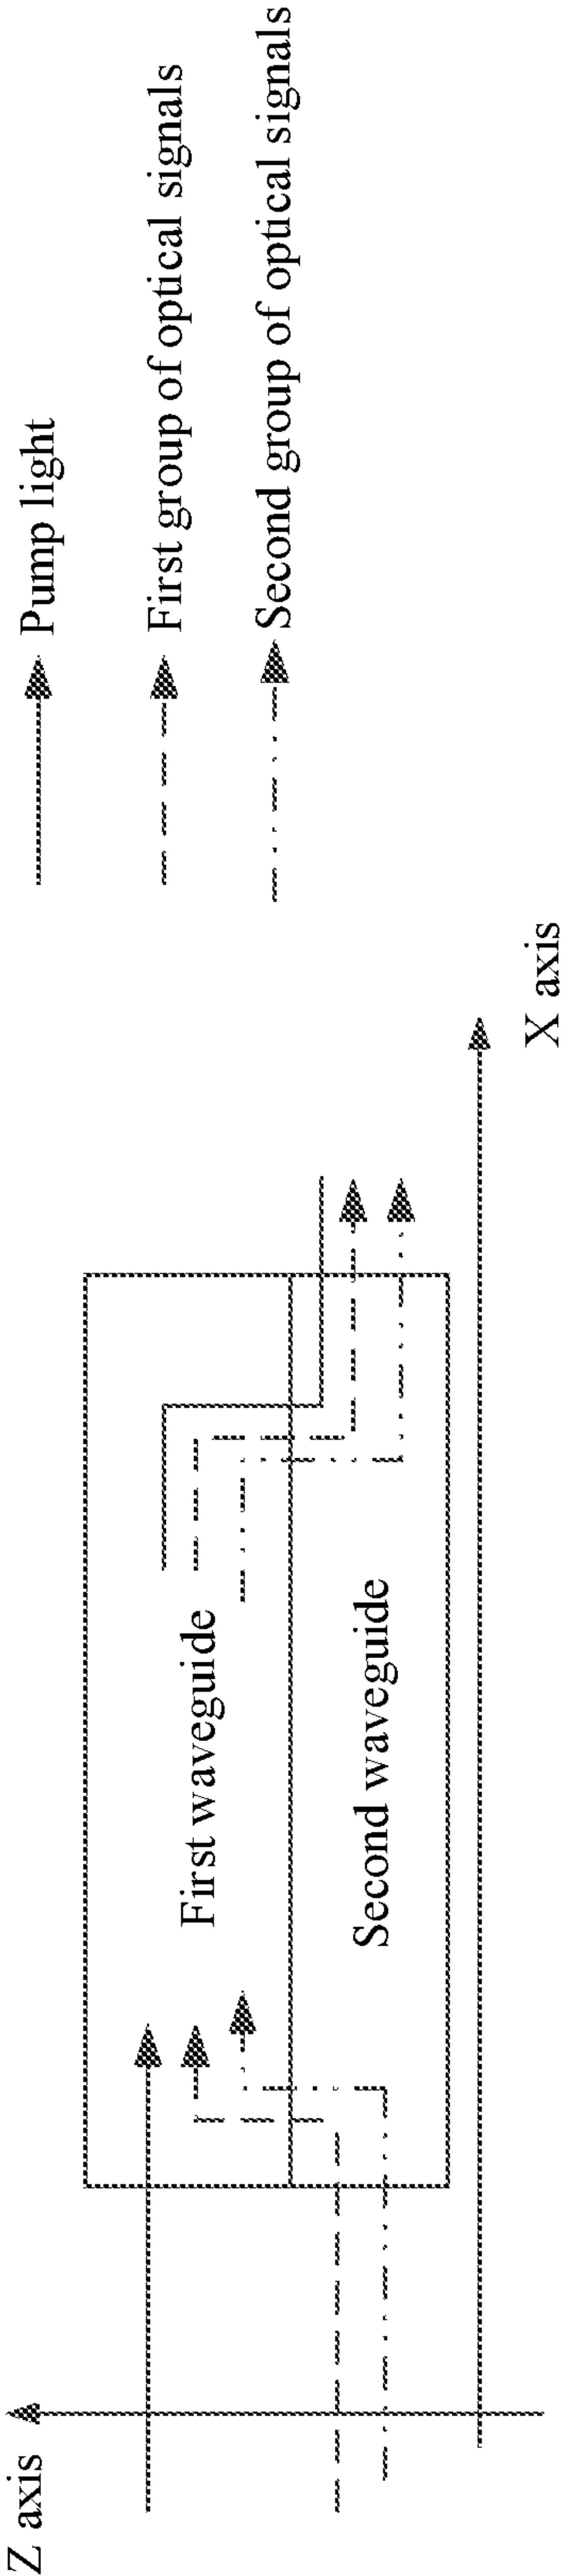 Pump light
First group of optical signals
Second group of optical signals
Z axis
First waveguide
Second waveguide
X axis